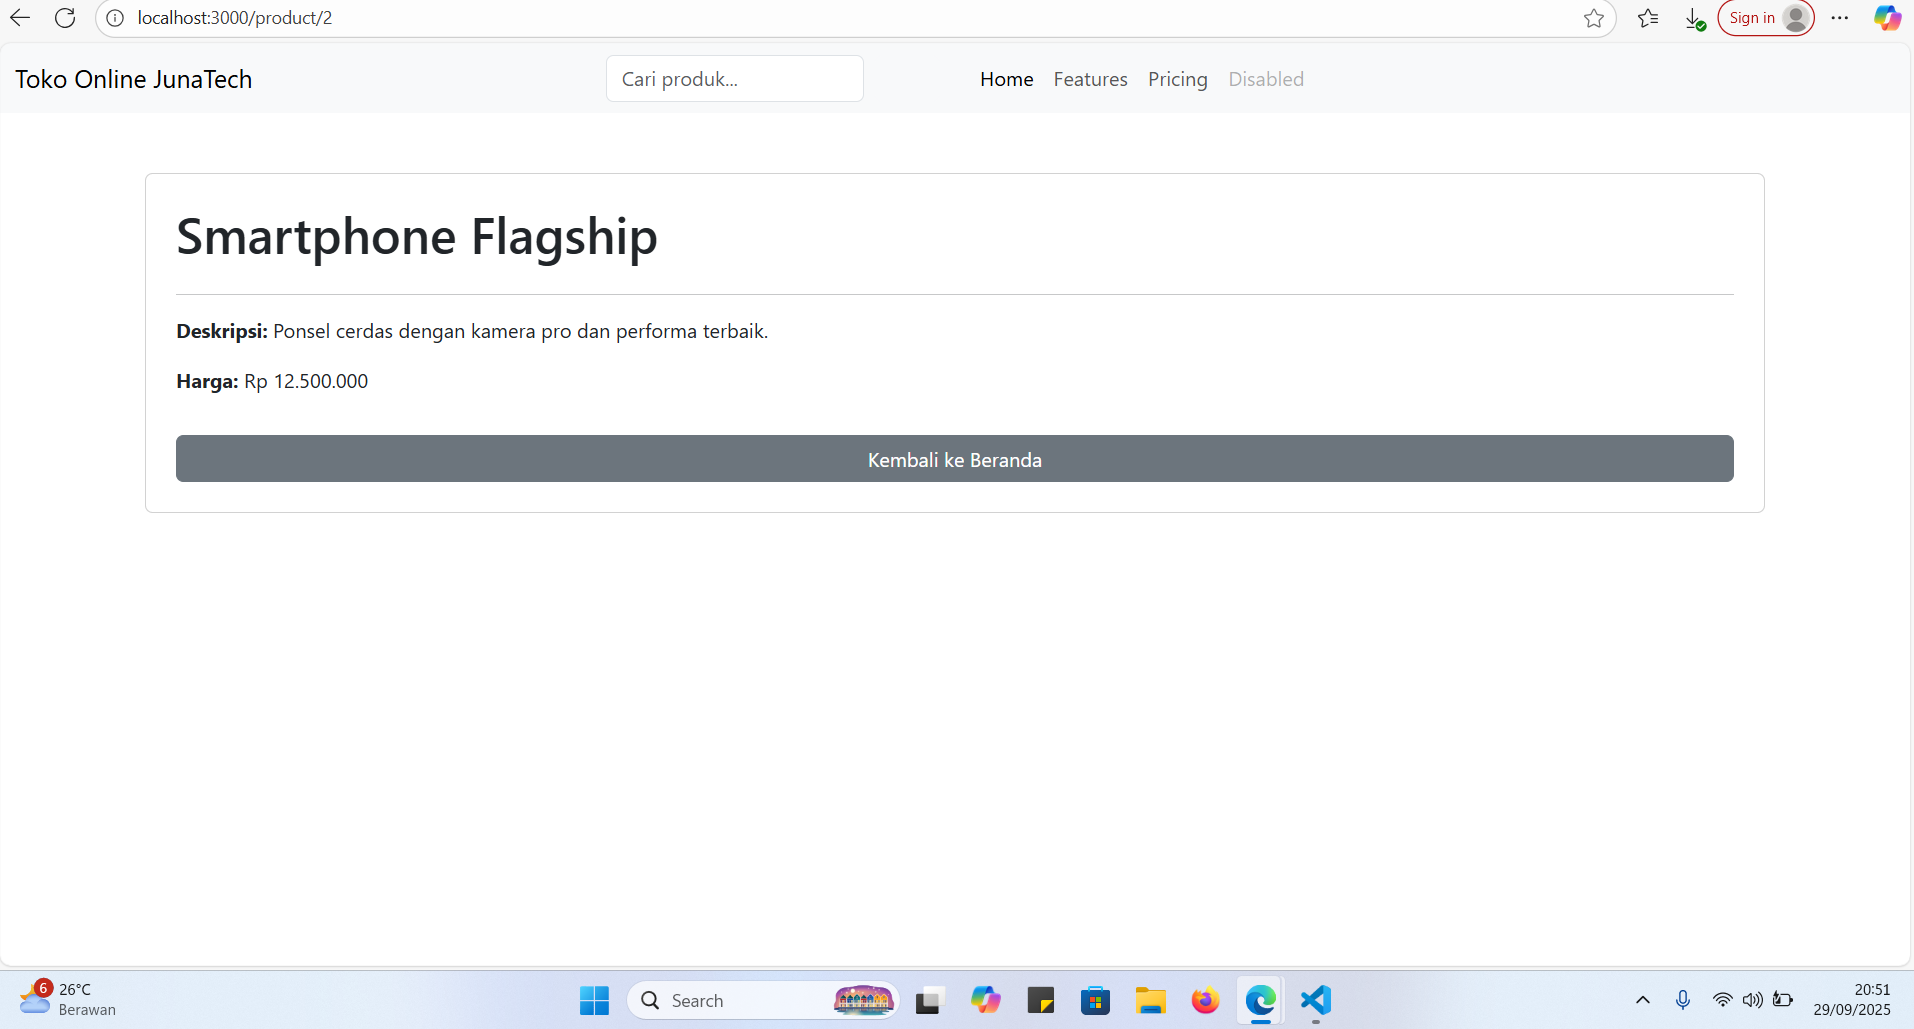 localhost:3000/product/2
Sign in
Toko Online JunaTech
Cari produk...
Home Features Pricing Disabled
Smartphone Flagship
Deskripsi: Ponsel cerdas dengan kamera pro dan performa terbaik.
Harga: Rp 12.500.000
Kembali ke Beranda
6
26°C
Berawan
Search
20:51
29/09/2025